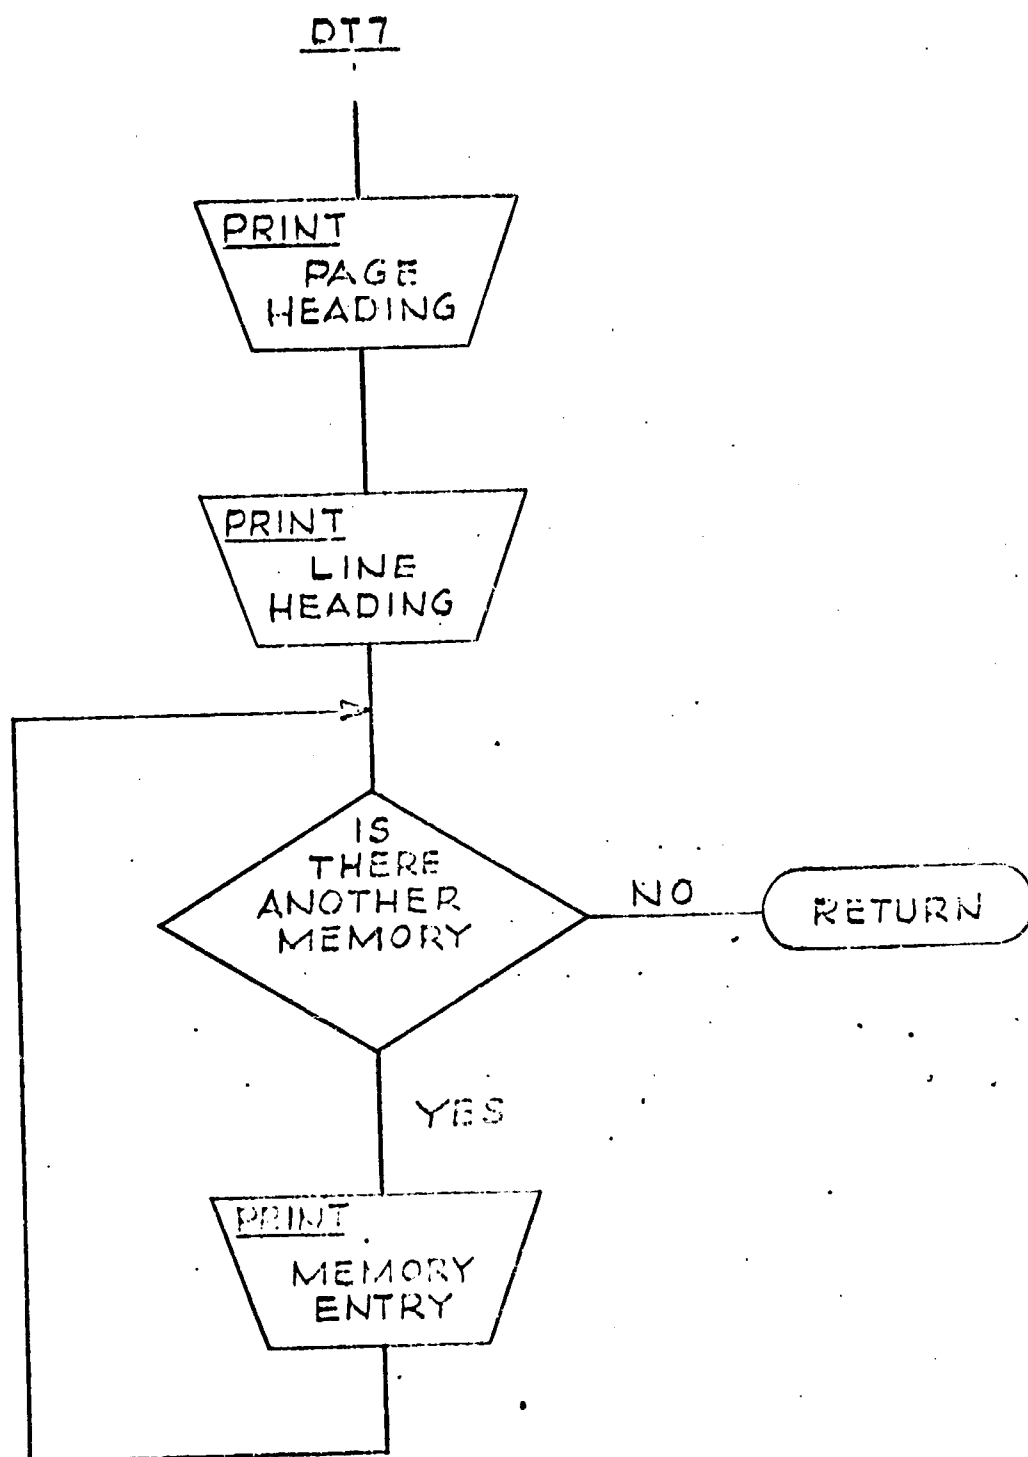 DT7
PRINT
PAGE
HEADING
PRINT
LINE
HEADING
IS
THERE
ANOTHER
MEMORY
NO
RETURN
YES
PRINT
MEMORY
ENTRY